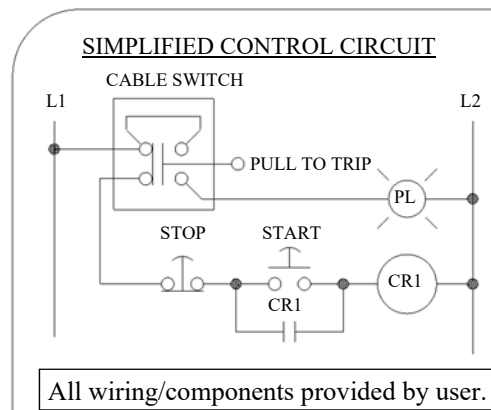 SIMPLIFIED CONTROL CIRCUIT
CABLE SWITCH
L1
L2
PULL TO TRIP
PL
STOP
START
CR1
CR1
All wiring/components provided by user.